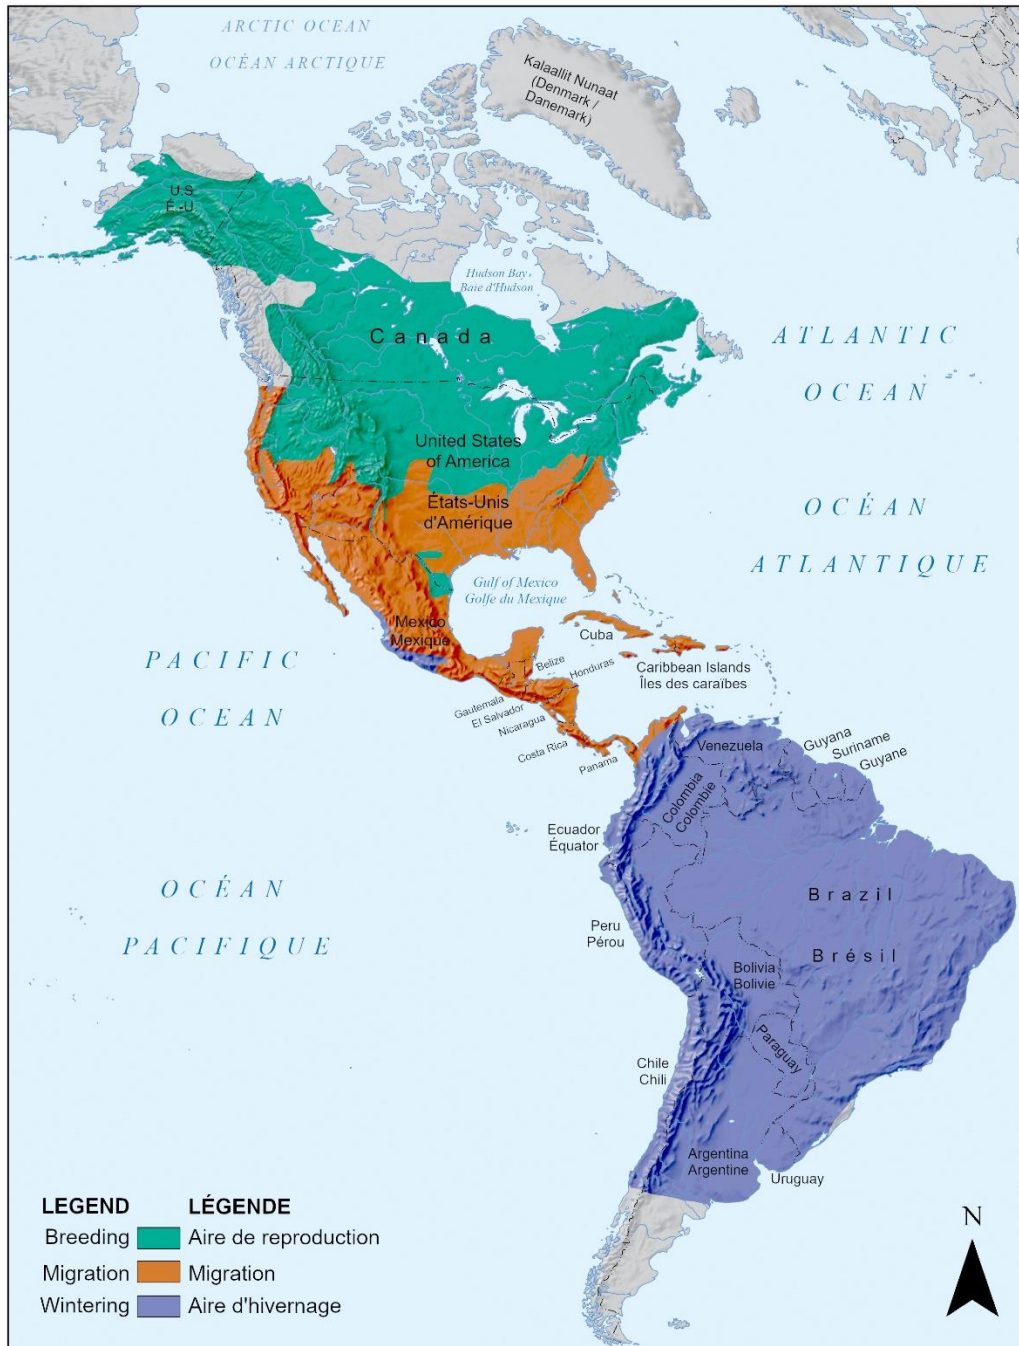 ARCTIC OCEAN
OCÉAN ARCTIQUE
Kalaallit Nunaat
(Denmark /
Danemark)
U.S
É.-U
Hudson Bay
Baie d'Hudson
Canada
ATLANTIC
OCEAN
United States
of America
États-Unis
d'Amérique
OCÉAN
ATLANTIQUE
Gulf of Mexico
Golfe du Mexique
Mexico
Mexique
Cuba
PACIFIC
OCEAN
Belize
Honduras
Caribbean Islands
Îles des caraïbes
Gautemala
El Salvador
Nicaragua
Costa Rica
Panama
Venezuela
Guyana
Suriname
Guyane
Colombia
Colombie
Ecuador
Équator
OCÉAN
PACIFIQUE
Brazil
Brésil
Peru
Pérou
Bolivia
Bolivie
Paraguay
Chile
Chili
Argentina
Argentine
Uruguay
LEGEND LÉGENDE
Breeding Aire de reproduction
Migration Migration
Wintering Aire d'hivernage
N